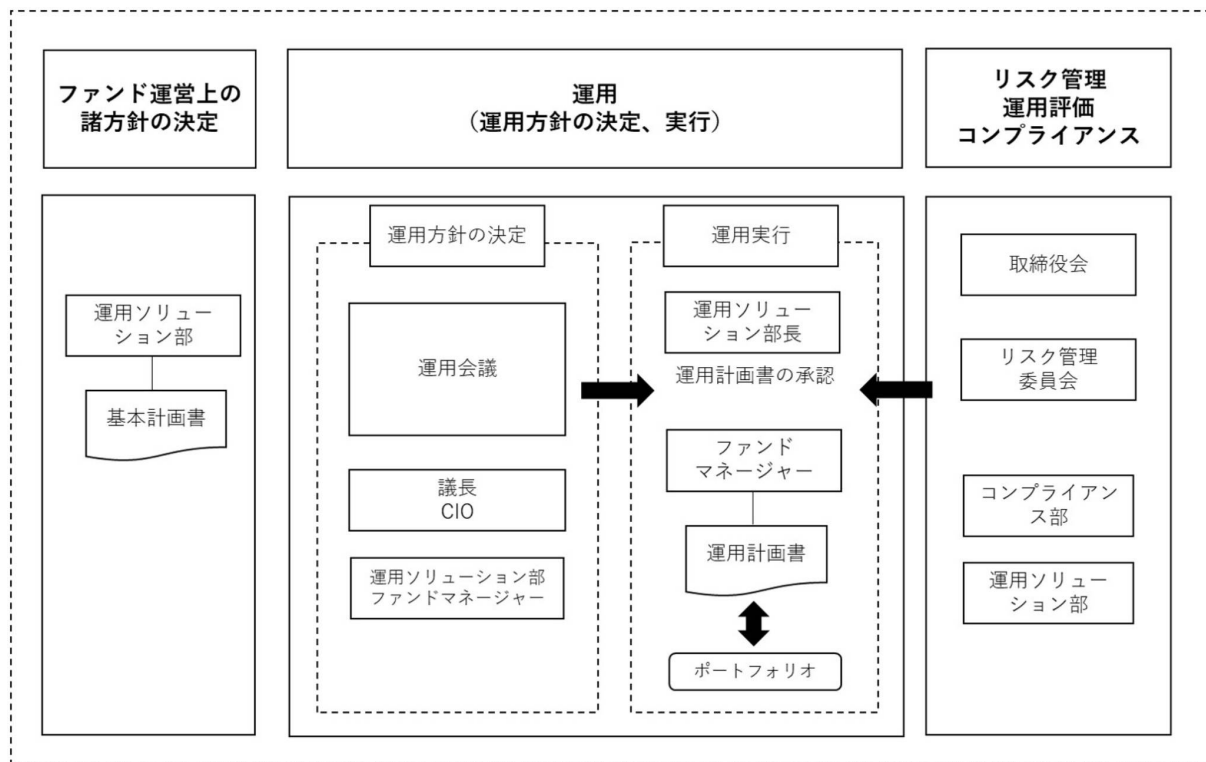 ファンド運営上の
諸方針の決定
運用
（運用方針の決定、実行）
リスク管理
運用評価
コンプライアンス
運用ソリュー
ション部
基本計画書
運用方針の決定
運用会議
議長
CIO
運用ソリューション部
ファンドマネージャー
運用実行
運用ソリュー
ション部長
運用計画書の承認
ファンド
マネージャー
運用計画書
ポートフォリオ
取締役会
リスク管理
委員会
コンプライアン
ス部
運用ソリュー
ション部